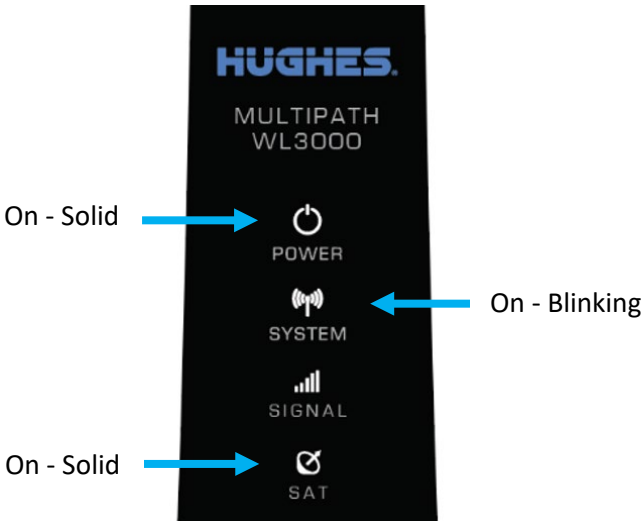 HUGHES.
MULTIPATH
WL3000
On - Solid
POWER
On - Blinking
SYSTEM
SIGNAL
On - Solid
SAT